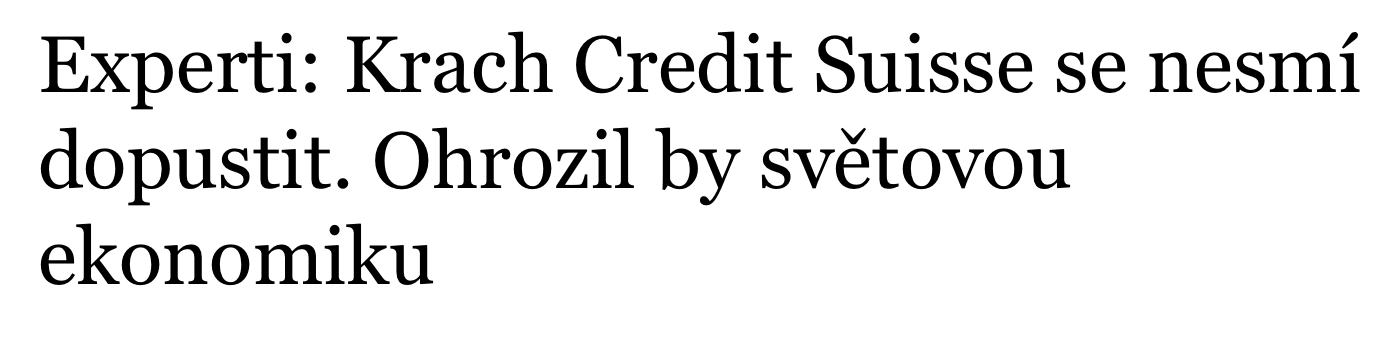 Experti: Krach Credit Suisse se nesmí
dopustit. Ohrozil by světovou
ekonomiku